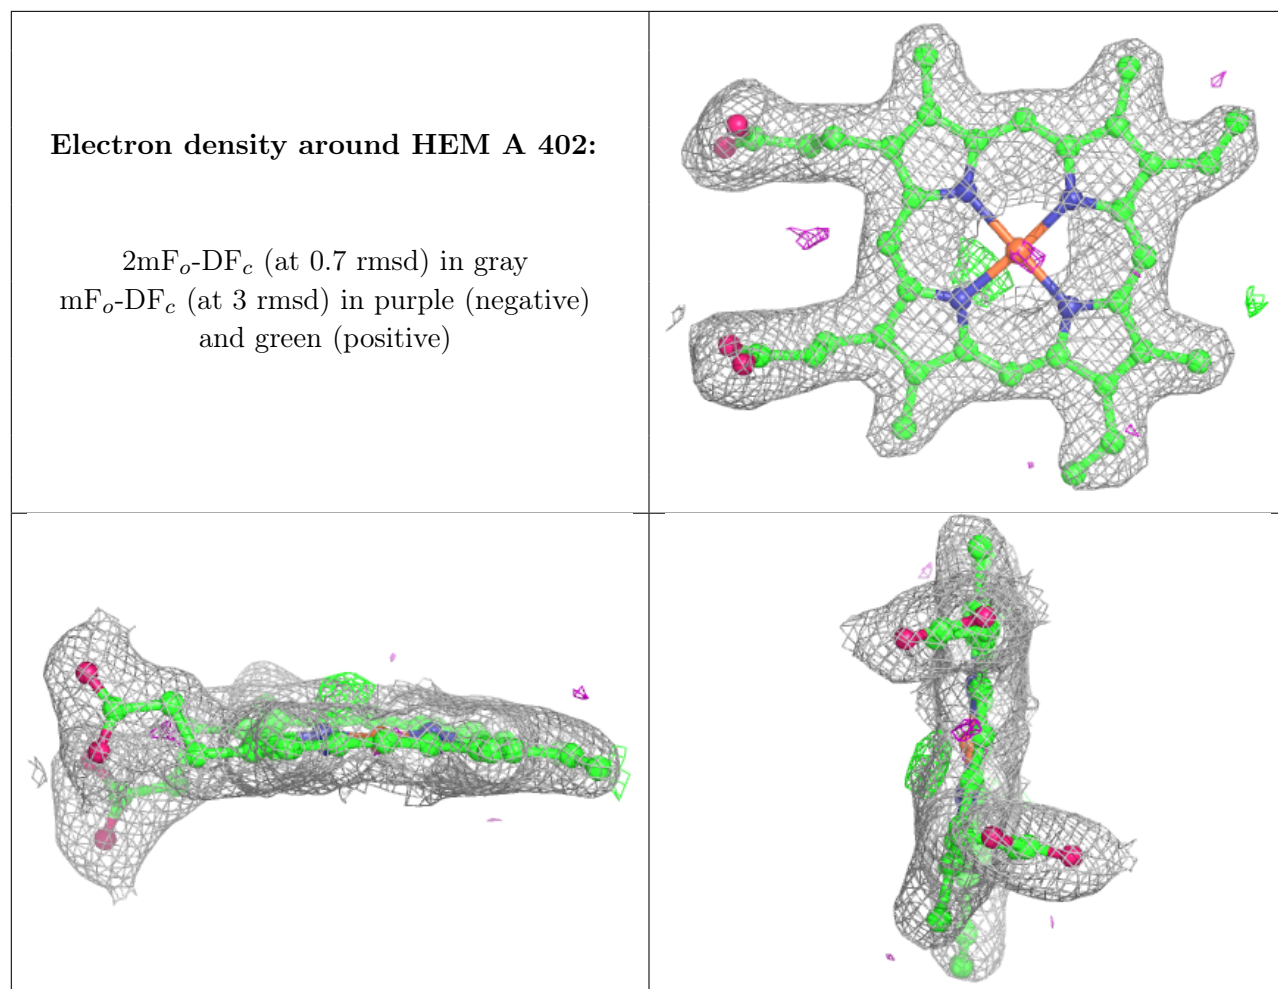 Electron density around HEM A 402:
2mFo-DFc (at 0.7 rmsd) in gray
mFo-DFc (at 3 rmsd) in purple (negative)
and green (positive)